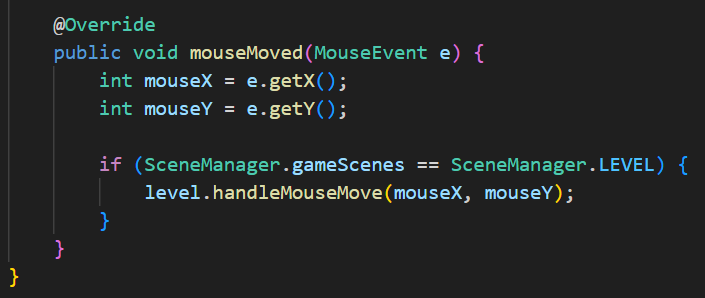 @Override
public void mouseMoved(MouseEvent e) {
    int mouseX = e.getX();
    int mouseY = e.getY();

    if (SceneManager.gameScenes == SceneManager.LEVEL) {
        level.handleMouseMove(mouseX, mouseY);
    }
}
}